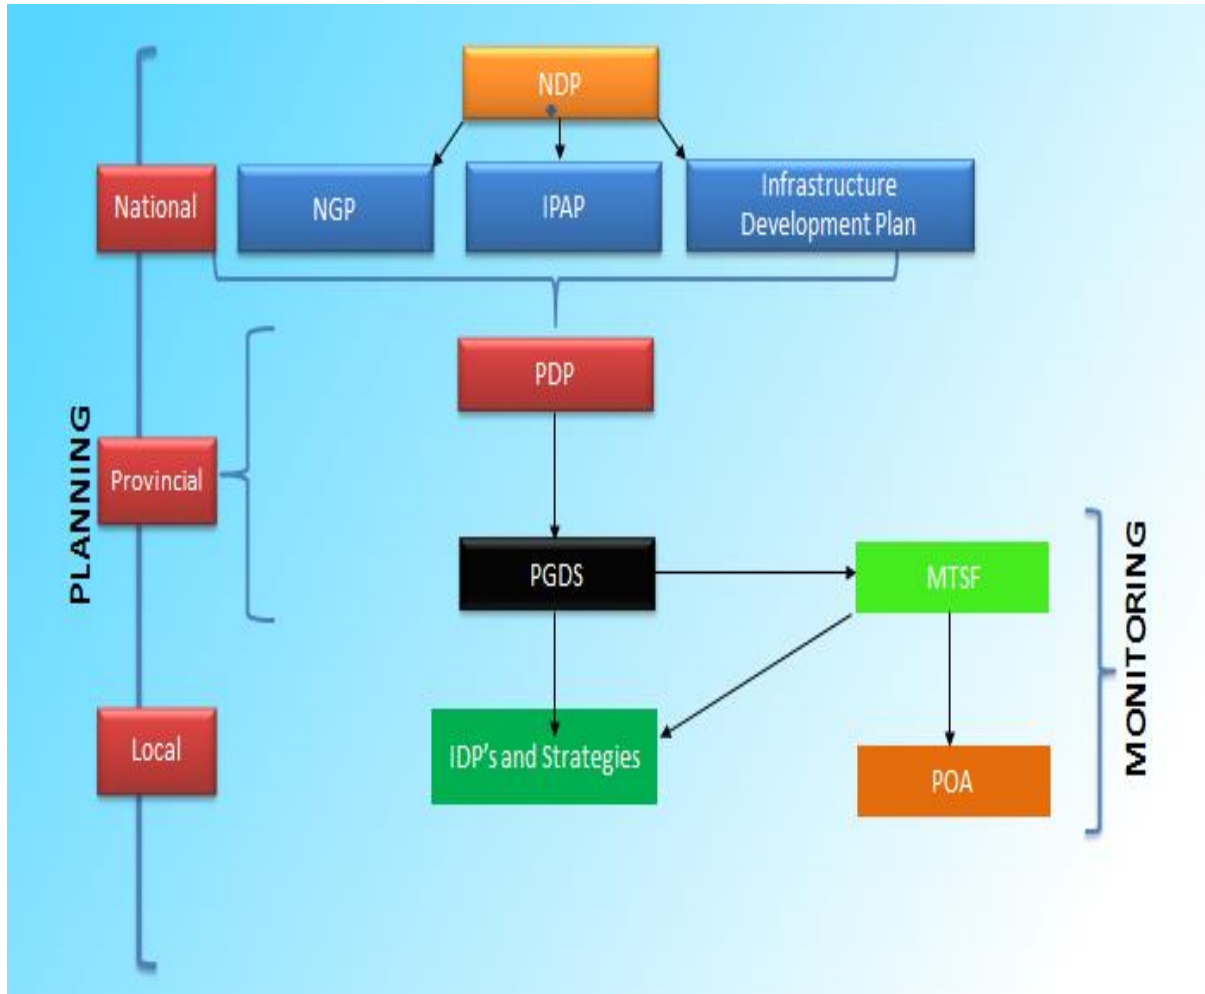 NDP
National
NGP
IPAP
Infrastructure
Development Plan
PDP
PLANNING
Provincial
PGDS
MTSF
MONITORING
Local
IDP's and Strategies
POA